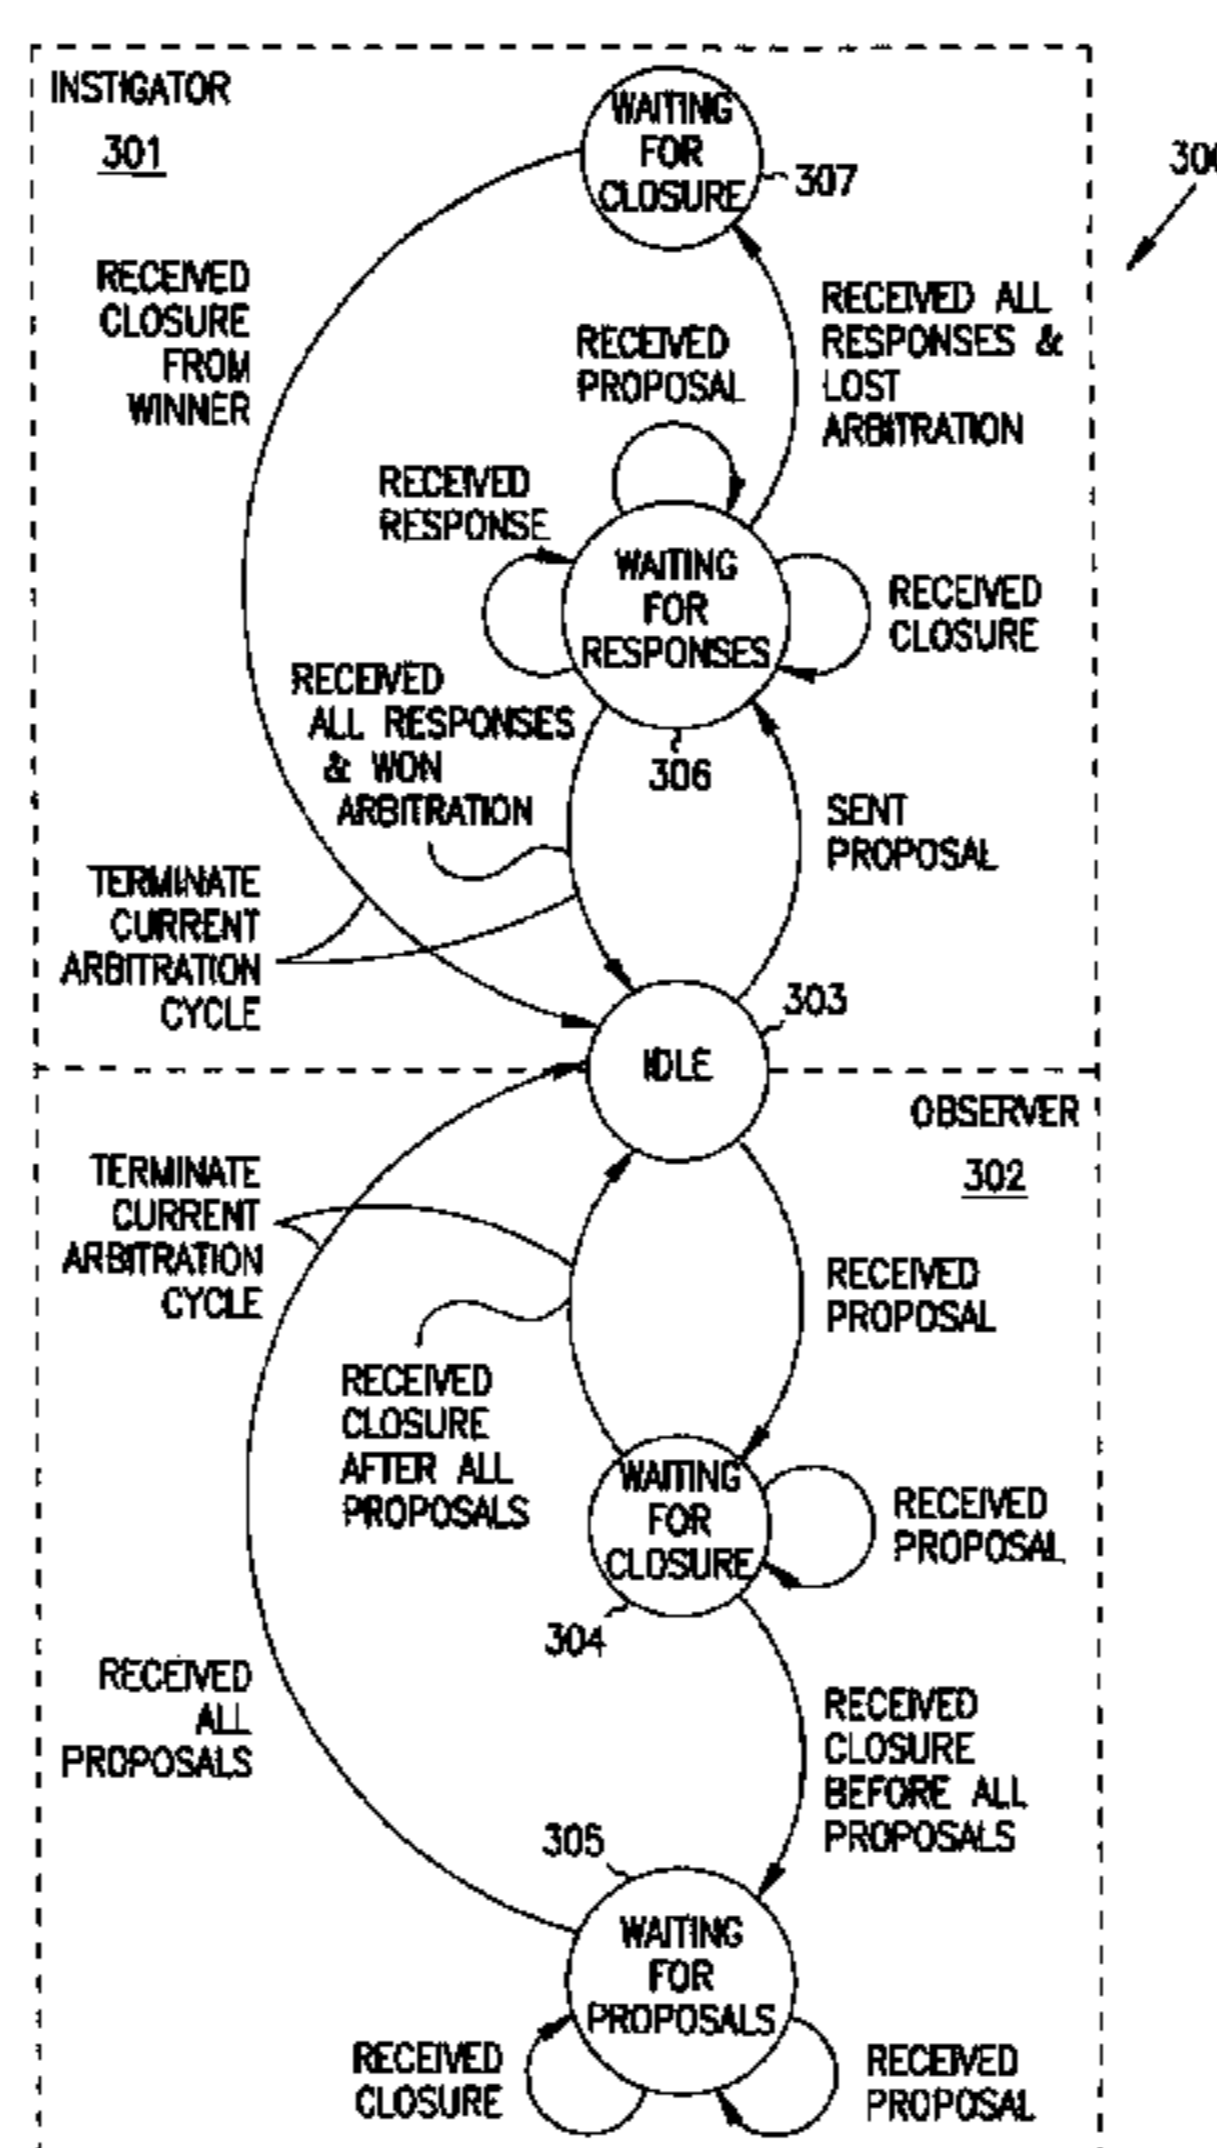 INSTIGATOR
301
WAITING
FOR
CLOSURE
307
300
RECEIVED
CLOSURE
FROM
WINNER
RECEIVED ALL
RESPONSES &
LOST
ARBITRATION
RECEIVED
PROPOSAL
RECEIVED
RESPONSE
WAITING
FOR
RESPONSES
RECEIVED
CLOSURE
306
RECEIVED
ALL RESPONSES
& WON
ARBITRATION
SENT
PROPOSAL
TERMINATE
CURRENT
ARBITRATION
CYCLE
303
IDLE
OBSERVER
302
TERMINATE
CURRENT
ARBITRATION
CYCLE
RECEIVED
PROPOSAL
RECEIVED
CLOSURE
AFTER ALL
PROPOSALS
WAITING
FOR
CLOSURE
RECEIVED
PROPOSAL
304
RECEIVED
ALL
PROPOSALS
RECEIVED
CLOSURE
BEFORE ALL
PROPOSALS
305
WAITING
FOR
PROPOSALS
RECEIVED
CLOSURE
RECEIVED
PROPOSAL